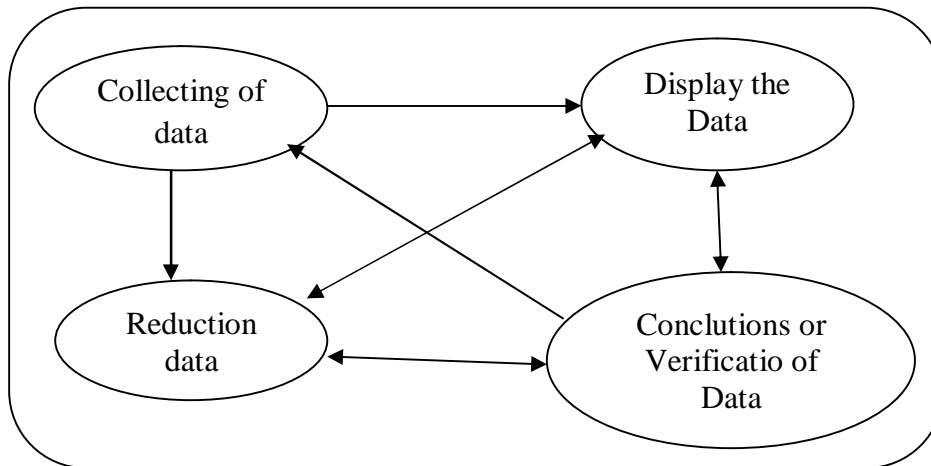 Collecting of
data
Display the
Data
Reduction
data
Conclutions or
Verificatio of
Data